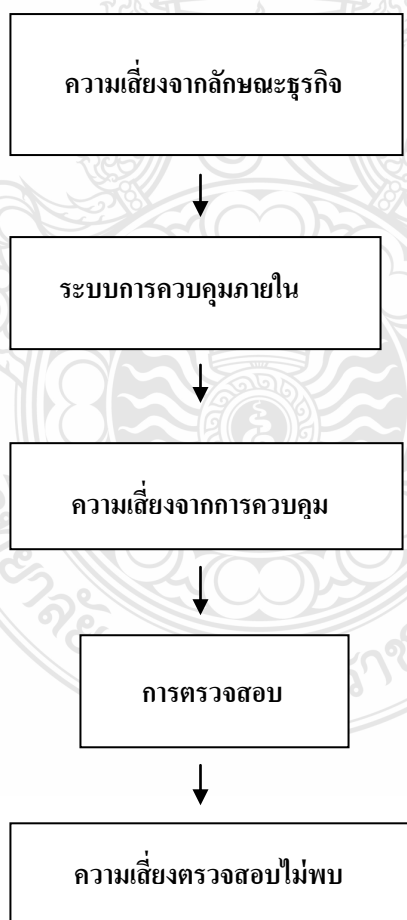 ความเสี่ยงจากลักษณะธุรกิจ
ระบบการควบคุมภายใน
ความเสี่ยงจากการควบคุม
การตรวจสอบ
ความเสี่ยงตรวจสอบไม่พบ